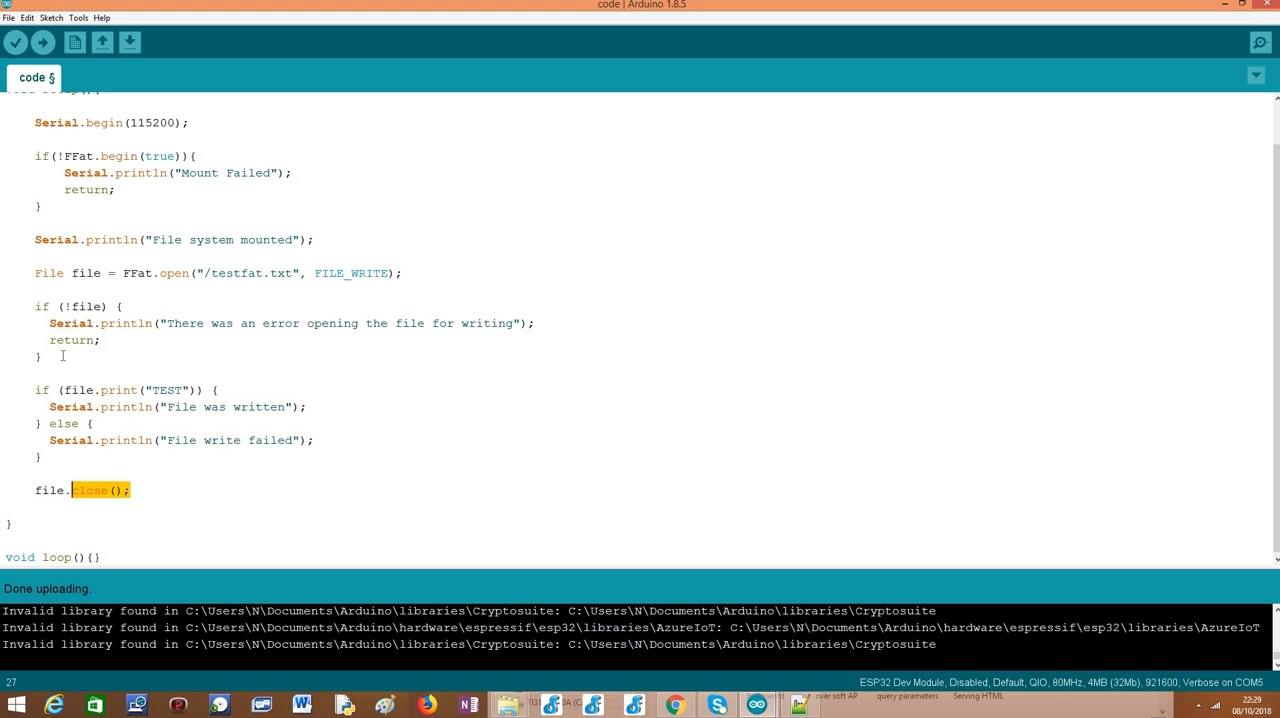 code | Arduino 1.8.5
File Edit Sketch Tools Help
code §
Serial.begin(115200);
if(!FFat.begin(true)){
Serial.println("Mount Failed");
return;
}
Serial.println("File system mounted");
File file = FFat.open("/testfat.txt", FILE_WRITE);
if (!file) {
Serial.println("There was an error opening the file for writing");
return;
}
if (file.print("TEST")) {
Serial.println("File was written");
} else {
Serial.println("File write failed");
}
file.close();
}
void loop(){}
Done uploading.
Invalid library found in C:\Users\N\Documents\Arduino\libraries\Cryptosuite: C:\Users\N\Documents\Arduino\libraries\Cryptosuite
Invalid library found in C:\Users\N\Documents\Arduino\hardware\espressif\esp32\libraries\AzureIoT: C:\Users\N\Documents\Arduino\hardware\espressif\esp32\libraries\AzureIoT
Invalid library found in C:\Users\N\Documents\Arduino\libraries\Cryptosuite: C:\Users\N\Documents\Arduino\libraries\Cryptosuite
27 ESP32 Dev Module, Disabled, Default, QIO, 80MHz, 4MB (32Mb), 921600, Verbose on COM5
over soft AP query parameters Serving HTML
22:29
08/10/2018